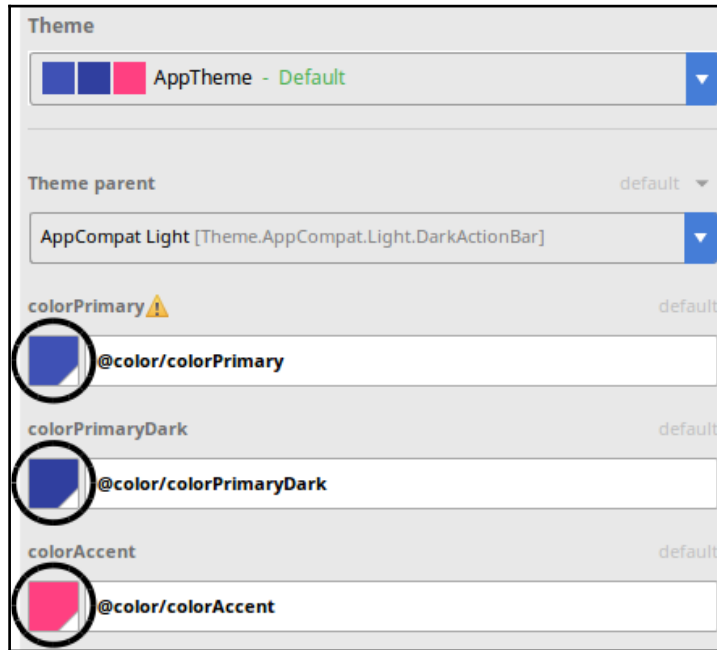 Theme
AppTheme - Default
Theme parent default
AppCompat Light [Theme.AppCompat.Light.DarkActionBar]
colorPrimary default
@color/colorPrimary
colorPrimaryDark default
@color/colorPrimaryDark
colorAccent default
@color/colorAccent